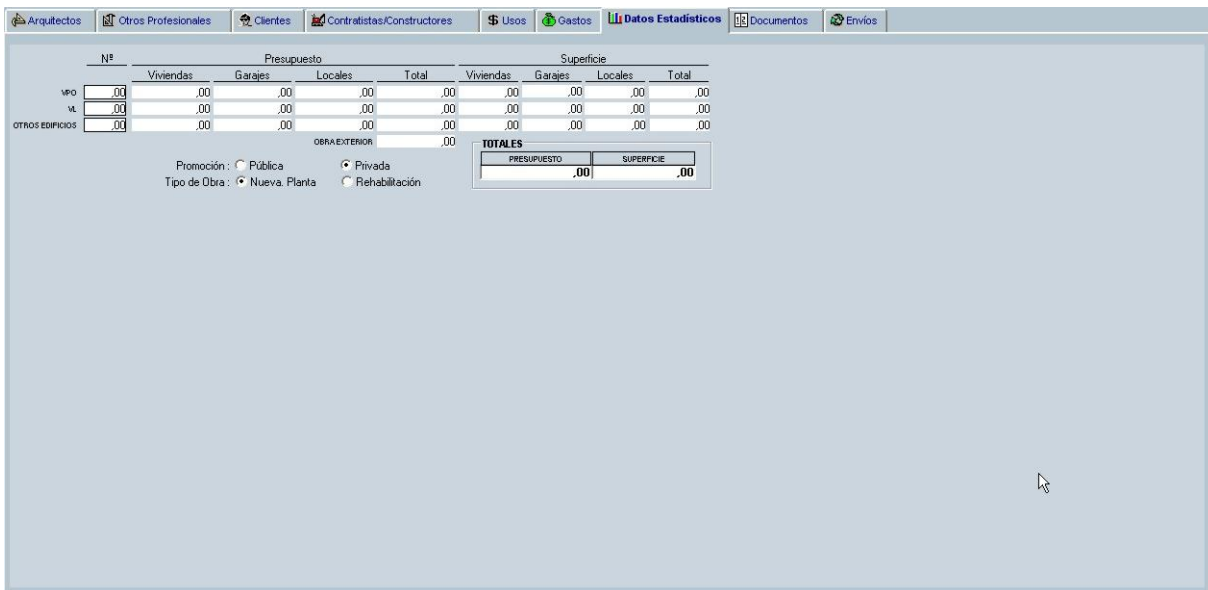 Arquitectos Otros Profesionales Clientes Contratistas/Constructores Usos Gastos Datos Estadísticos Documentos Envíos
Nº Presupuesto Superficie
Viviendas Garajes Locales Total Viviendas Garajes Locales Total
VPO ,00 ,00 ,00 ,00 ,00 ,00 ,00 ,00 ,00
VL ,00 ,00 ,00 ,00 ,00 ,00 ,00 ,00 ,00
OTROS EDIFICIOS ,00 ,00 ,00 ,00 ,00 ,00 ,00 ,00 ,00
OBRA EXTERIOR ,00
TOTALES
PRESUPUESTO SUPERFICIE
,00 ,00
Promoción : Pública Privada
Tipo de Obra : Nueva. Planta Rehabilitación